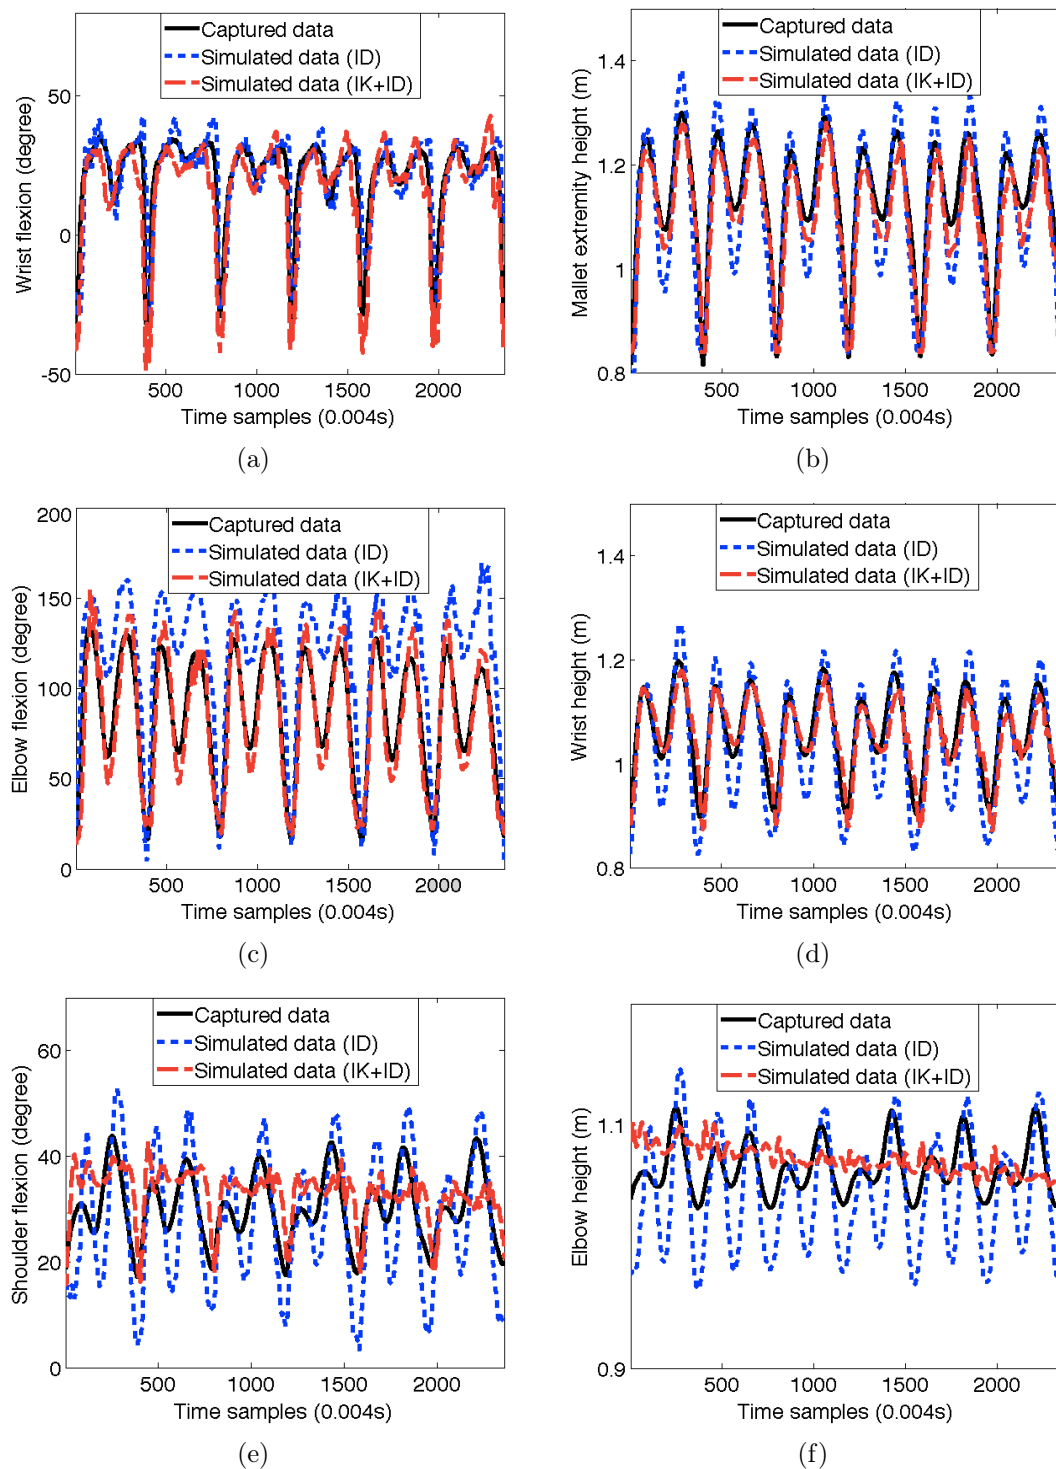 Captured data
Simulated data (ID)
Simulated data (IK+ID)
50
0
-50
Wrist flexion (degree)
500 1000 1500 2000
Time samples (0.004s)
(a)
Captured data
Simulated data (ID)
Simulated data (IK+ID)
1.4
1.2
1
0.8
Mallet extremity height (m)
500 1000 1500 2000
Time samples (0.004s)
(b)
Captured data
Simulated data (ID)
Simulated data (IK+ID)
200
150
100
50
0
Elbow flexion (degree)
500 1000 1500 2000
Time samples (0.004s)
(c)
Captured data
Simulated data (ID)
Simulated data (IK+ID)
1.4
1.2
1
0.8
Wrist height (m)
500 1000 1500 2000
Time samples (0.004s)
(d)
Captured data
Simulated data (ID)
Simulated data (IK+ID)
60
40
20
0
Shoulder flexion (degree)
500 1000 1500 2000
Time samples (0.004s)
(e)
Captured data
Simulated data (ID)
Simulated data (IK+ID)
1.1
0.9
Elbow height (m)
500 1000 1500 2000
Time samples (0.004s)
(f)